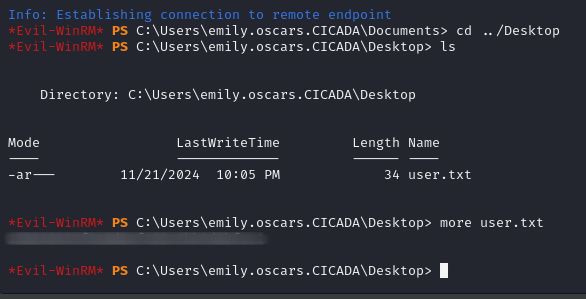 Info: Establishing connection to remote endpoint
*Evil-WinRM* PS C:\Users\emily.oscars.CICADA\Documents> cd ../Desktop
*Evil-WinRM* PS C:\Users\emily.oscars.CICADA\Desktop> ls
Directory: C:\Users\emily.oscars.CICADA\Desktop
Mode                LastWriteTime         Length Name
----                -------------         ------ ----
-ar---        11/21/2024  10:05 PM             34 user.txt
*Evil-WinRM* PS C:\Users\emily.oscars.CICADA\Desktop> more user.txt
*Evil-WinRM* PS C:\Users\emily.oscars.CICADA\Desktop>